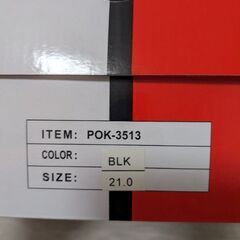 ITEM: POK-3513
COLOR: BLK
SIZE: 21.0